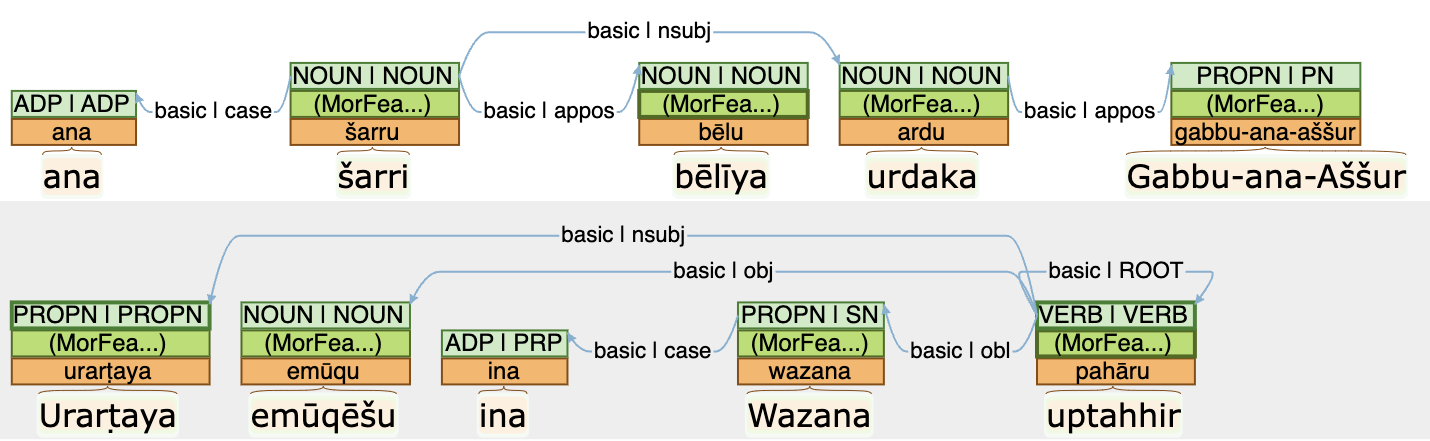 basic | nsubj
NOUN | NOUN NOUN | NOUN NOUN | NOUN PROPN | PN
ADP | ADP basic | case (MorFea...) basic | appos (MorFea...) (MorFea...) basic | appos (MorFea...)
ana šarru bēlu ardu gabbu-ana-aššur
ana šarri bēlīya urdaka Gabbu-ana-Aššur
basic | nsubj
basic | obj basic | ROOT
PROPN | PROPN NOUN | NOUN PROPN | SN VERB | VERB
(MorFea...) (MorFea...) ADP | PRP basic | case (MorFea...) basic | obl (MorFea...)
urarṭaya emūqu ina wazana pahāru
Urarṭaya emūqēšu ina Wazana uptahhir